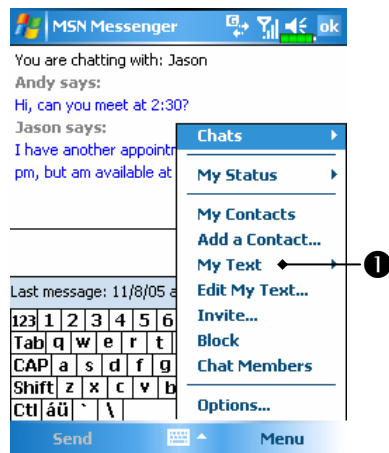 MSN Messenger ok
You are chatting with: Jason
Andy says:
Hi, can you meet at 2:30?
Jason says:
I have another appointm
pm, but am available at
Chats
My Status
My Contacts
Add a Contact...
My Text
1
Edit My Text...
Invite...
Block
Chat Members
Options...
Last message: 11/8/05 a
123 1 2 3 4 5 6
Tab q w e r t
CAP a s d f g
Shift z x c v b
Ctl áü ` \
Send Menu